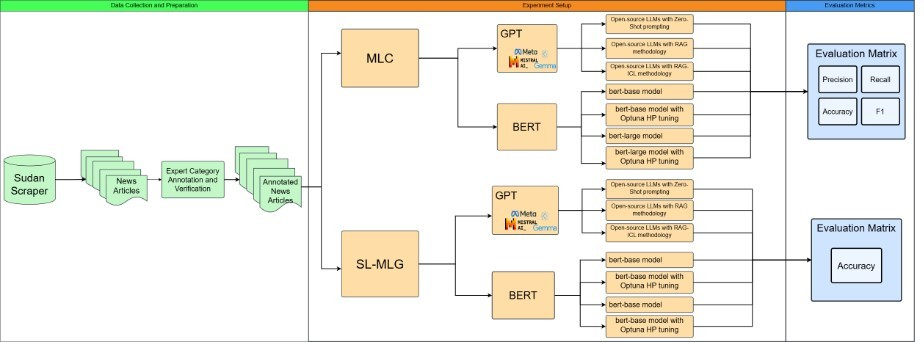 Data Collection and Preparation
Experiment Setup
Evaluation Metrics
Sudan
Scraper
News
Articles
Expert Category
Annotation and
Verification
Annotated
News
Articles
MLC
GPT
Meta
MISTRAL
AI_
Gemma
Open-source LLMs with Zero-
Shot prompting
Open-source LLMs with RAG
methodology
Open-source LLMs with RAG-
ICL methodology
BERT
bert-base model
bert-base model with
Optuna HP tuning
bert-large model
bert-large model with
Optuna HP tuning
Evaluation Matrix
Precision
Recall
Accuracy
F1
SL-MLG
GPT
Meta
MISTRAL
AI_
Gemma
Open-source LLMs with Zero-
Shot prompting
Open-source LLMs with RAG
methodology
Open-source LLMs with RAG-
ICL methodology
BERT
bert-base model
bert-base model with
Optuna HP tuning
bert-base model
bert-base model with
Optuna HP tuning
Evaluation Matrix
Accuracy